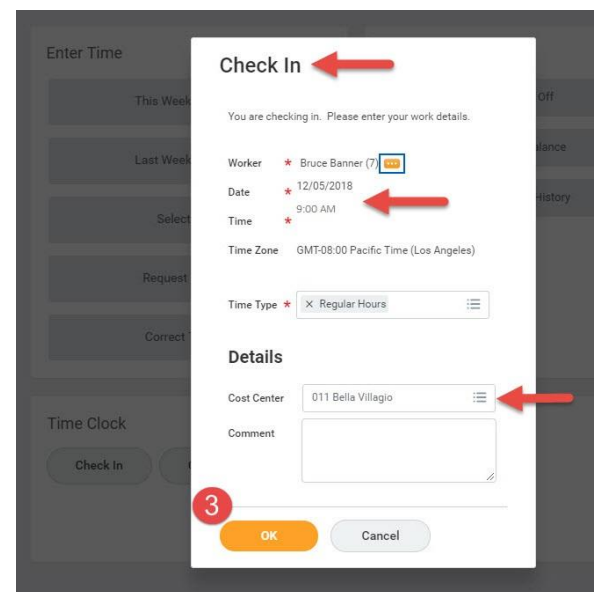 Enter Time
This Week
Last Week
Select
Request
Correct
Time Clock
Check In
Off
alance
History
Check In
You are checking in. Please enter your work details.
Worker * Bruce Banner (7)
Date * 12/05/2018
Time * 9:00 AM
Time Zone GMT-08:00 Pacific Time (Los Angeles)
Time Type * × Regular Hours
Details
Cost Center 011 Bella Villagio
Comment
3
OK Cancel